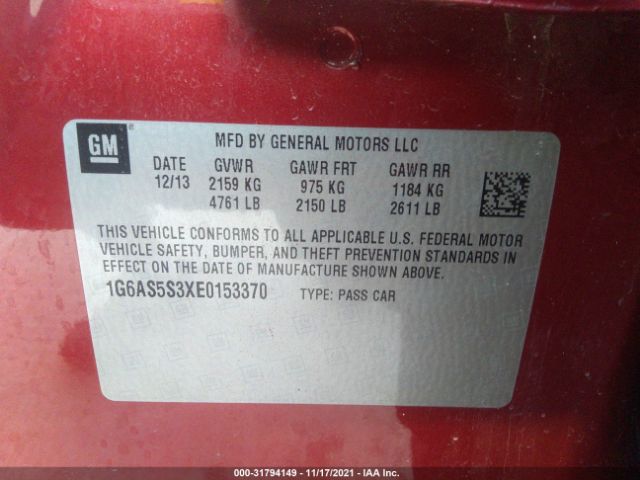 GM
MFD BY GENERAL MOTORS LLC
DATE GVWR GAWR FRT GAWR RR
12/13 2159 KG 975 KG 1184 KG
4761 LB 2150 LB 2611 LB
THIS VEHICLE CONFORMS TO ALL APPLICABLE U.S. FEDERAL MOTOR
VEHICLE SAFETY, BUMPER, AND THEFT PREVENTION STANDARDS IN
EFFECT ON THE DATE OF MANUFACTURE SHOWN ABOVE.
1G6AS5S3XE0153370 TYPE: PASS CAR
000-31794149 - 11/17/2021 - IAA Inc.